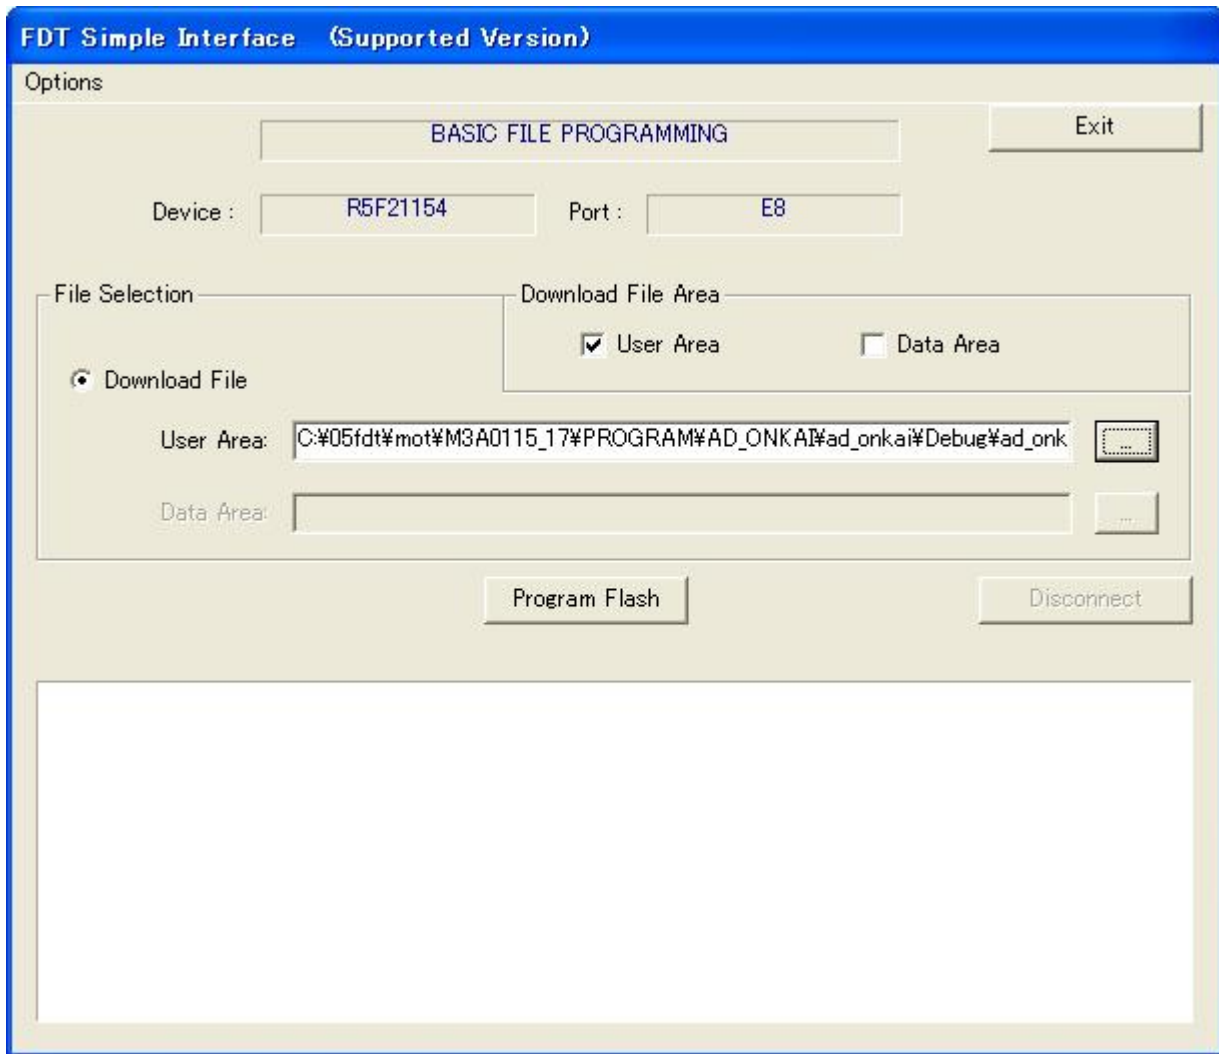 FDT Simple Interface (Supported Version)
Options
BASIC FILE PROGRAMMING
Exit
Device : R5F21154 Port : E8
File Selection
Download File Area
User Area Data Area
Download File
User Area: C:¥05fdt¥mot¥M3A0115_17¥PROGRAM¥AD_ONKAI¥ad_onkai¥Debug¥ad_onk ...
Data Area: ...
Program Flash Disconnect